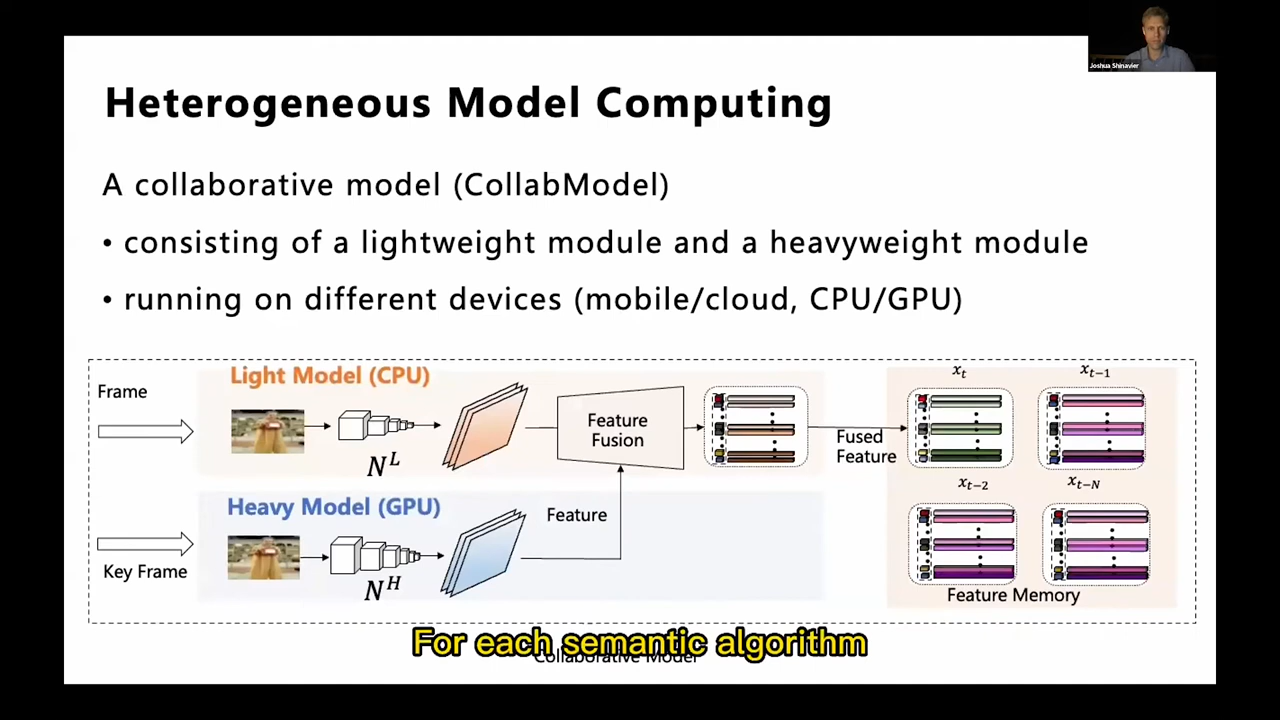 Joshua Shinavier
Heterogeneous Model Computing
A collaborative model (CollabModel)
• consisting of a lightweight module and a heavyweight module
• running on different devices (mobile/cloud, CPU/GPU)
Frame
Light Model (CPU)
N^L
Feature
Fusion
Fused
Feature
x_t
x_{t-1}
x_{t-2}
x_{t-N}
Feature Memory
Key Frame
Heavy Model (GPU)
N^H
Feature
For each semantic algorithm
Collaborative Model